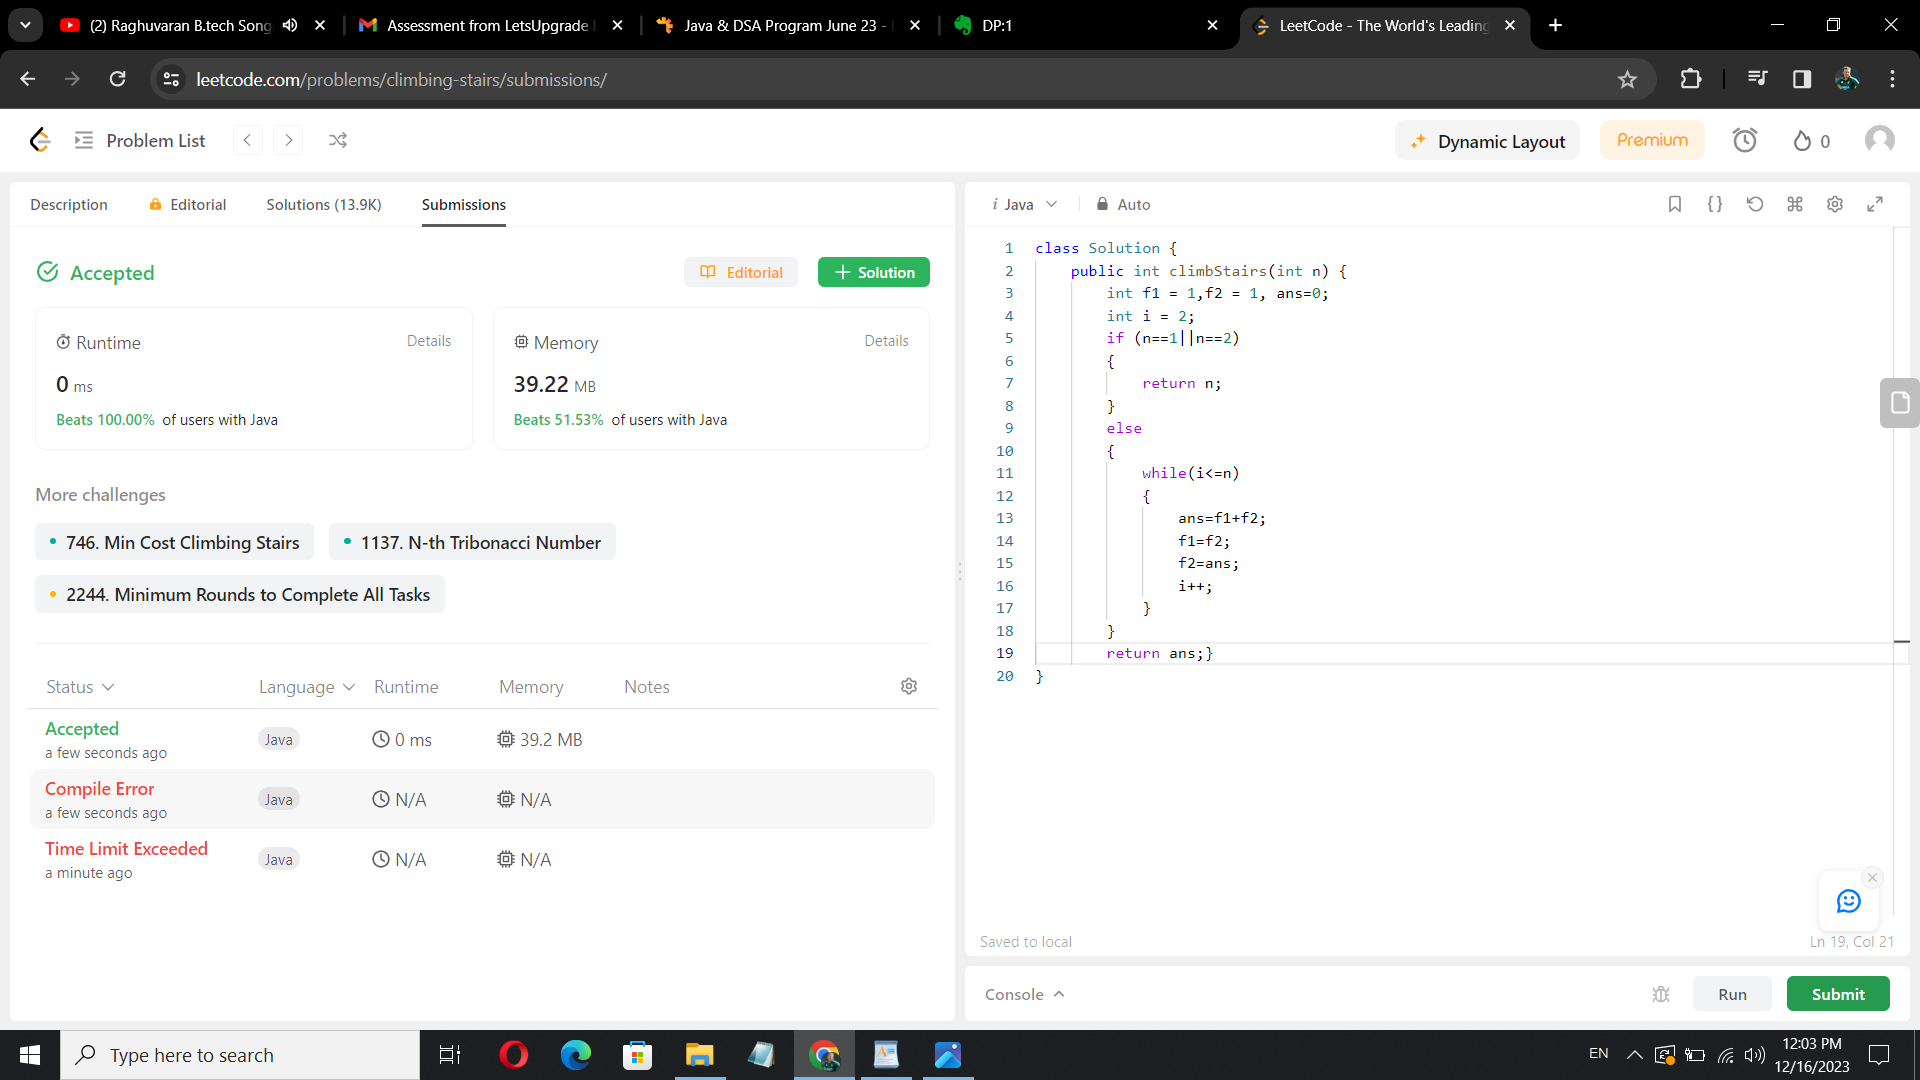 (2) Raghuvaran B.tech Song
Assessment from LetsUpgrade E
Java & DSA Program June 23 -
DP:1
LeetCode - The World's Leading
leetcode.com/problems/climbing-stairs/submissions/
Problem List
Dynamic Layout
Premium
0
Description
Editorial
Solutions (13.9K)
Submissions
Accepted
Editorial
+ Solution
Runtime
Details
0 ms
Beats 100.00% of users with Java
Memory
Details
39.22 MB
Beats 51.53% of users with Java
More challenges
746. Min Cost Climbing Stairs
1137. N-th Tribonacci Number
2244. Minimum Rounds to Complete All Tasks
Status Language Runtime Memory Notes
Accepted
a few seconds ago
Java 0 ms 39.2 MB
Compile Error
a few seconds ago
Java N/A N/A
Time Limit Exceeded
a minute ago
Java N/A N/A
i Java
Auto
1 class Solution {
2 public int climbStairs(int n) {
3 int f1 = 1,f2 = 1, ans=0;
4 int i = 2;
5 if (n==1||n==2)
6 {
7 return n;
8 }
9 else
10 {
11 while(i<=n)
12 {
13 ans=f1+f2;
14 f1=f2;
15 f2=ans;
16 i++;
17 }
18 }
19 return ans;}
20 }
Saved to local
Ln 19, Col 21
Console
Run
Submit
Type here to search
EN
12:03 PM
12/16/2023